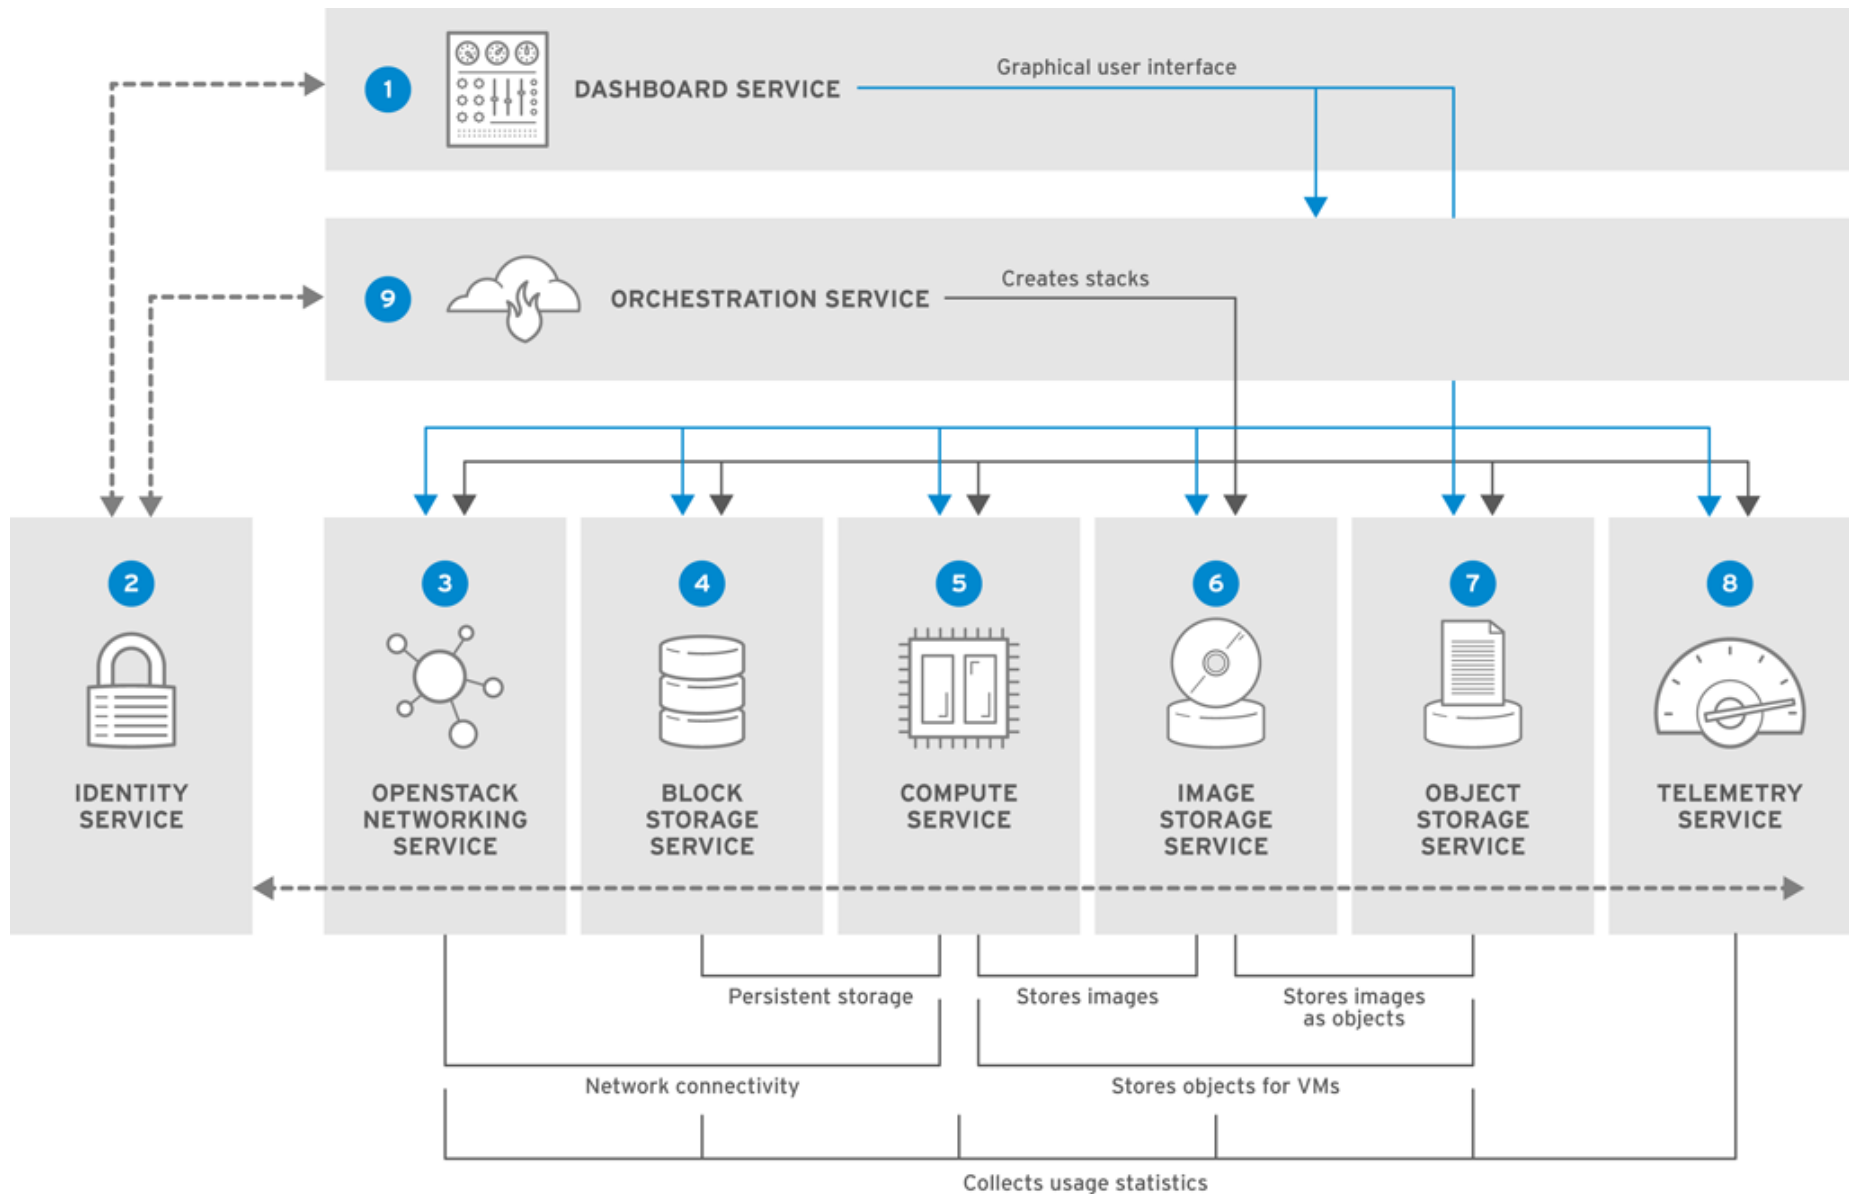 Graphical user interface
1
DASHBOARD SERVICE
Creates stacks
9
ORCHESTRATION SERVICE
2
3
4
5
6
7
8
IDENTITY
SERVICE
OPENSTACK
NETWORKING
SERVICE
BLOCK
STORAGE
SERVICE
COMPUTE
SERVICE
IMAGE
STORAGE
SERVICE
OBJECT
STORAGE
SERVICE
TELEMETRY
SERVICE
Persistent storage
Stores images
Stores images
as objects
Network connectivity
Stores objects for VMs
Collects usage statistics